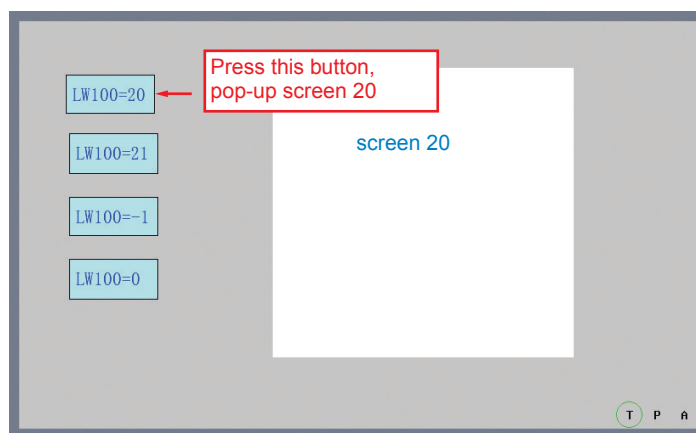 Press this button,
LW100=20
pop-up screen 20
LW100=21
screen 20
LW100=-1
LW100=0
T P A